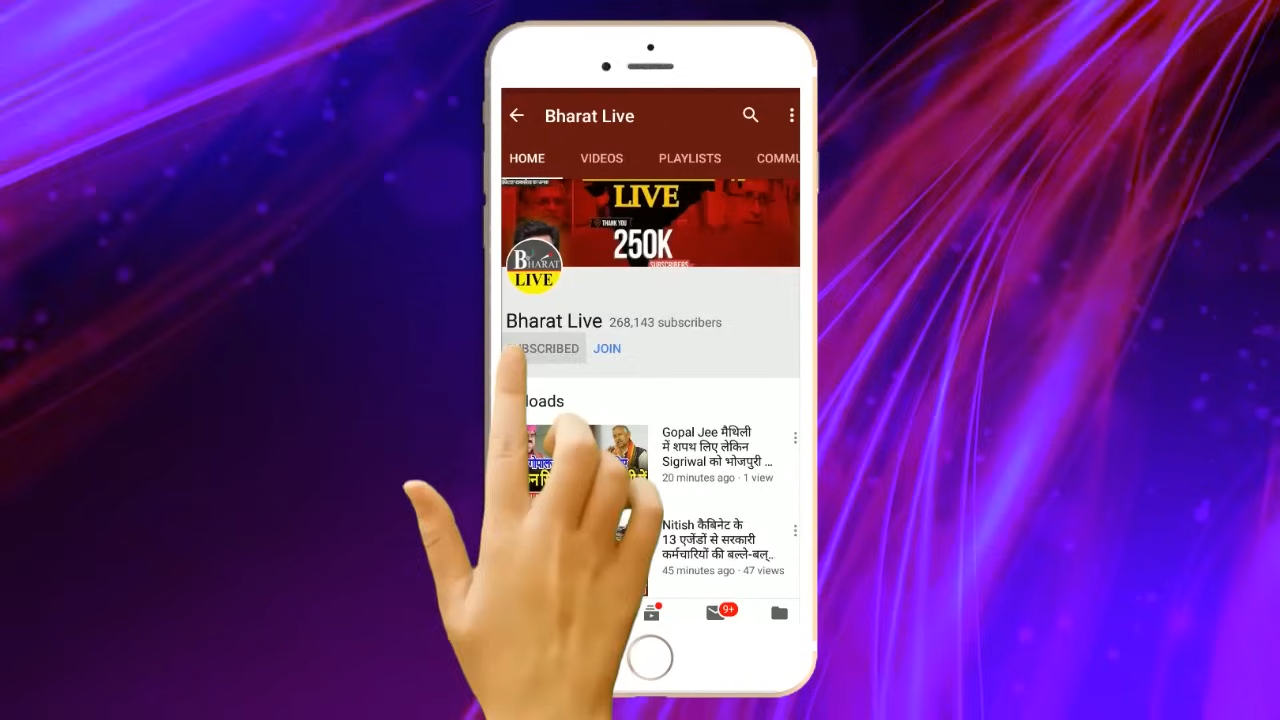 Bharat Live
HOME VIDEOS PLAYLISTS COMMU
LIVE
THANK YOU
250K
SUBSCRIBERS
BHARAT
LIVE
Bharat Live 268,143 subscribers
UBSCRIBED JOIN
loads
Gopal Jee मैथिली
में शपथ लिए लेकिन
Sigriwal को भोजपुरी ...
20 minutes ago · 1 view
Nitish कैबिनेट के
13 एजेंडों से सरकारी
कर्मचारियों की बल्ले-बल्..
45 minutes ago · 47 views
9+